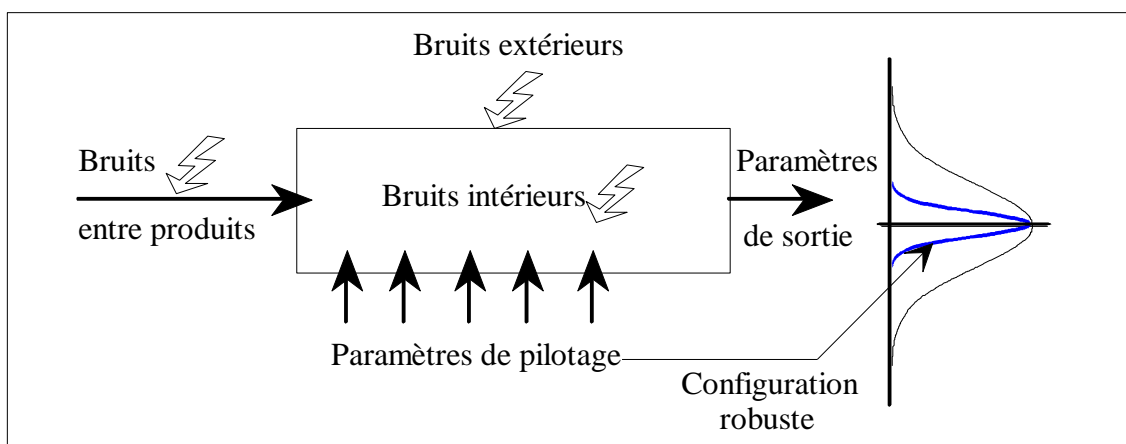 Bruits extérieurs
Bruits
entre produits
Bruits intérieurs
Paramètres
de sortie
Paramètres de pilotage
Configuration
robuste